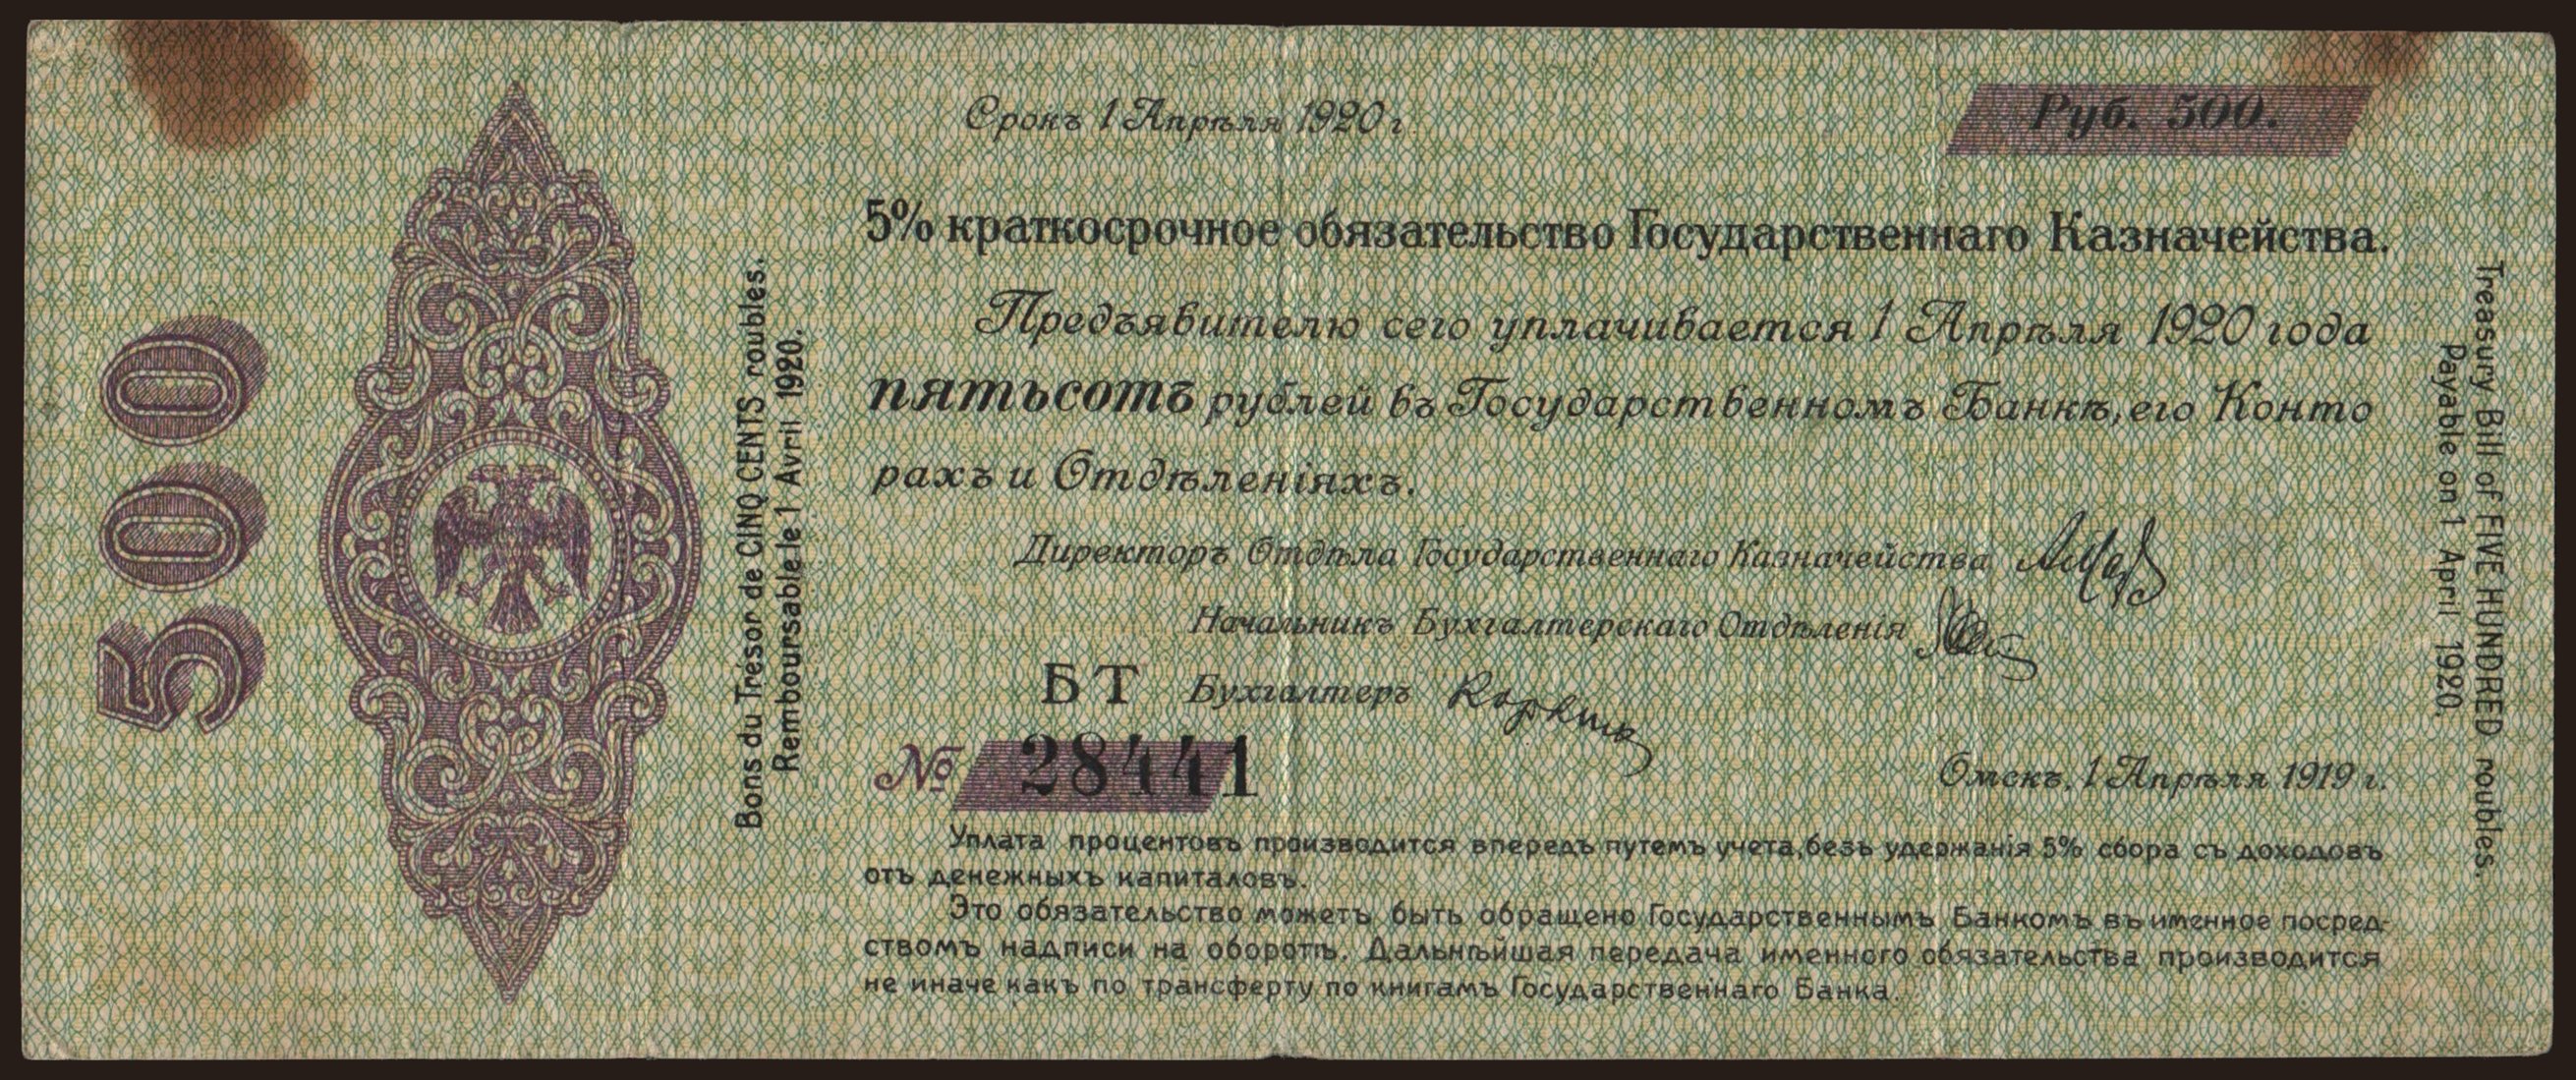 500
Bons du Trésor de CINQ CENTS roubles.
Remboursable le 1 Avril 1920.
Срокъ 1 Апрѣля 1920 г.
Руб. 500.
5% краткосрочное обязательство Государственнаго Казначейства.
Предъявителю сего уплачивается 1 Апрѣля 1920 года
пятьсотъ рублей въ Государственномъ Банкѣ, его Конто
рахъ и Отдѣленіяхъ.
Директоръ Отдѣла Государственнаго Казначейства
Начальникъ Бухгалтерскаго Отдѣленія
БТ Бухгалтеръ
№ 28441
Омскъ, 1 Апрѣля 1919 г.
Уплата процентовъ производится впередъ путемъ учета, безъ удержанія 5% сбора съ доходовъ
отъ денежныхъ капиталовъ.
Это обязательство можетъ быть обращено Государственнымъ Банкомъ въ именное посред-
ствомъ надписи на оборотѣ. Дальнѣйшая передача именного обязательства производится
не иначе какъ по трансферту по книгамъ Государственнаго Банка.
Treasury Bill of FIVE HUNDRED roubles.
Payable on 1 April 1920.